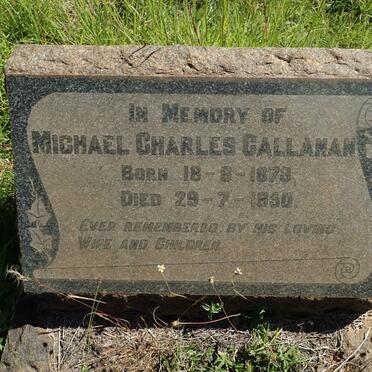 IN MEMORY OF
MICHAEL CHARLES CALLANAN
BORN 18-8-1873
DIED 29-7-1950.
EVER REMEMBERED BY HIS LOVING
WIFE AND CHILDREN